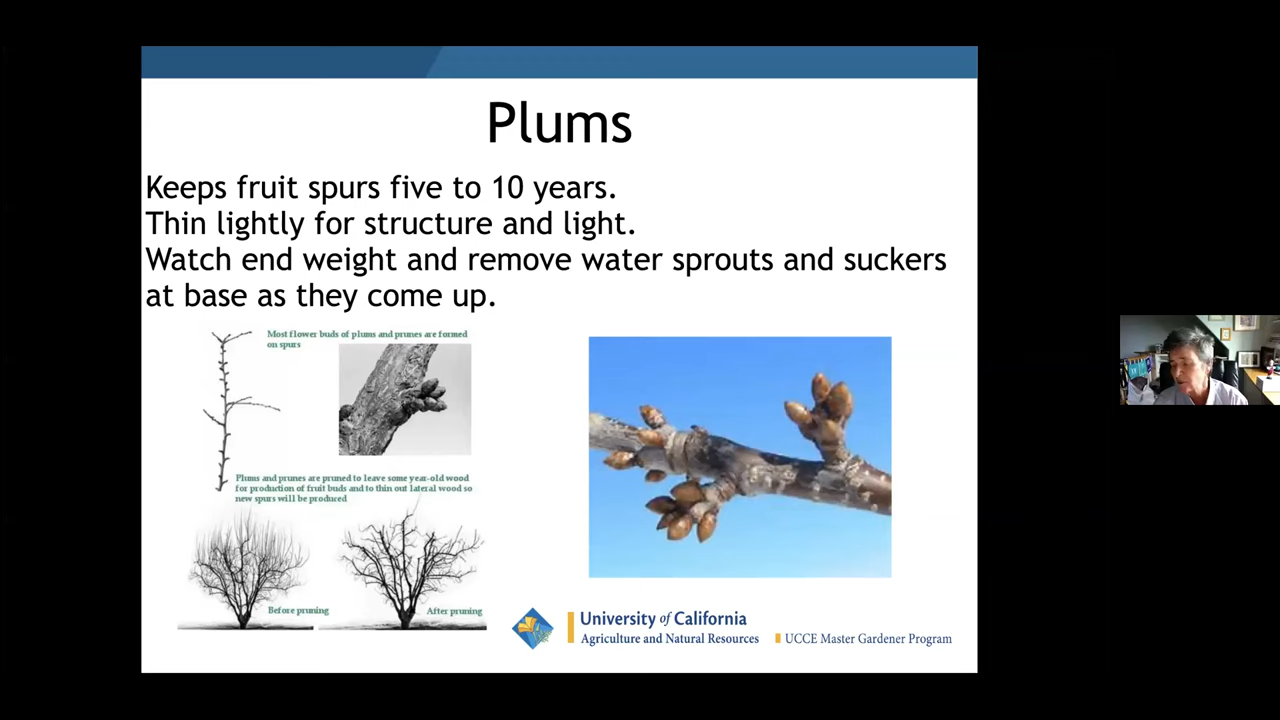 Plums
Keeps fruit spurs five to 10 years.
Thin lightly for structure and light.
Watch end weight and remove water sprouts and suckers
at base as they come up.
Most flower buds of plums and prunes are formed
on spurs
Plums and prunes are pruned to leave some year-old wood
for production of fruit buds and to thin out lateral wood so
new spurs will be produced
Before pruning
After pruning
University of California
Agriculture and Natural Resources
UCCE Master Gardener Program